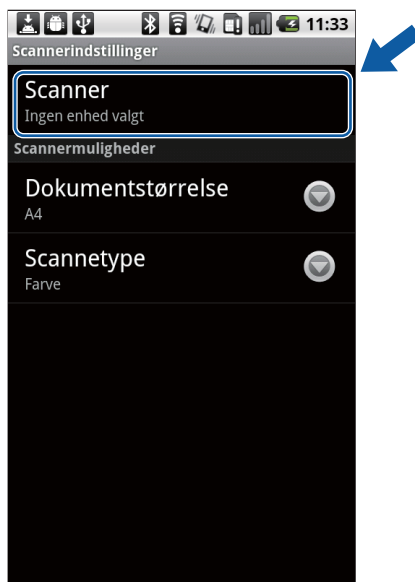 11:33
Scannerindstillinger
Scanner
Ingen enhed valgt
Scannermuligheder
Dokumentstørrelse
A4
Scannetype
Farve